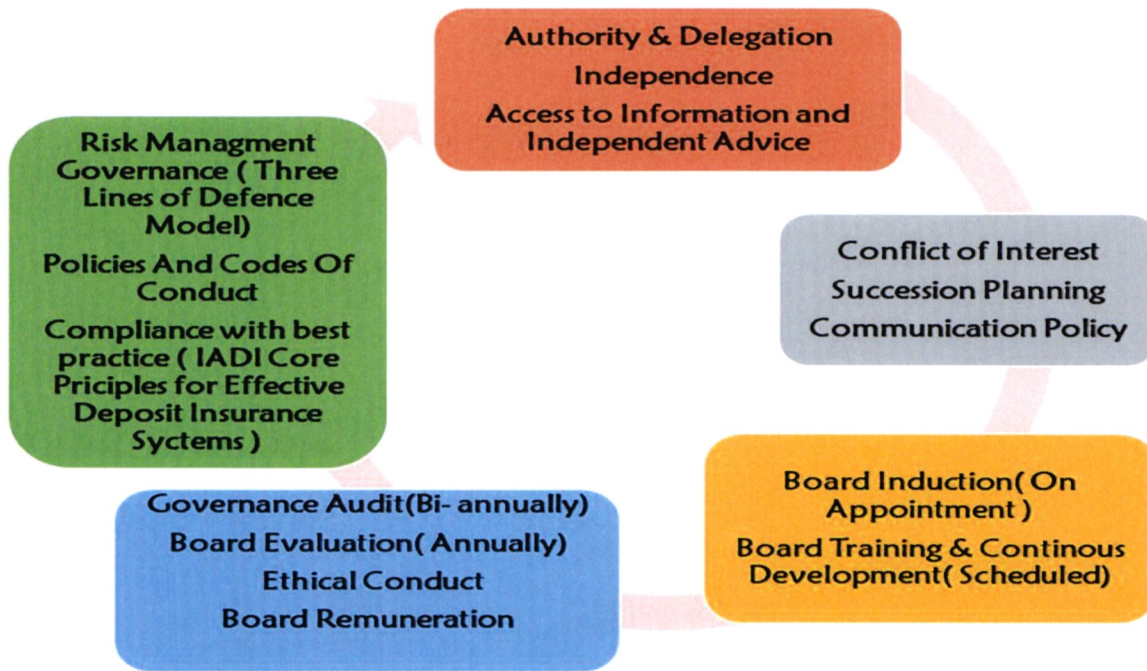 Authority & Delegation
Independence
Access to Information and
Independent Advice
Conflict of Interest
Succession Planning
Communication Policy
Board Induction( On
Appointment )
Board Training & Continous
Development( Scheduled)
Governance Audit(Bi- annually)
Board Evaluation( Annually)
Ethical Conduct
Board Remuneration
Risk Managment
Governance ( Three
Lines of Defence
Model)
Policies And Codes Of
Conduct
Compliance with best
practice ( IADI Core
Priciples for Effective
Deposit Insurance
Syctems )